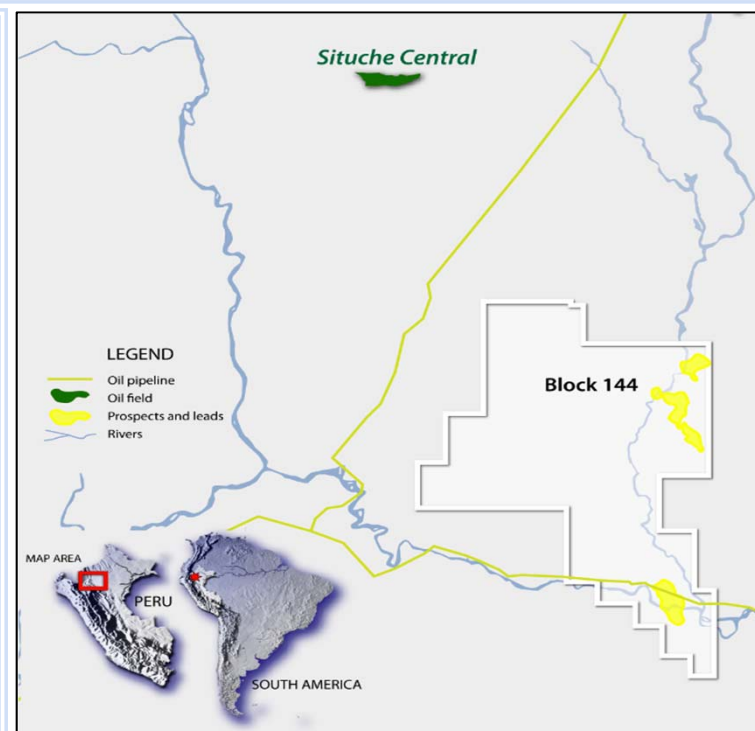 Situche Central
LEGEND
Oil pipeline
Oil field
Prospects and leads
Rivers
Block 144
MAP AREA
PERU
SOUTH AMERICA